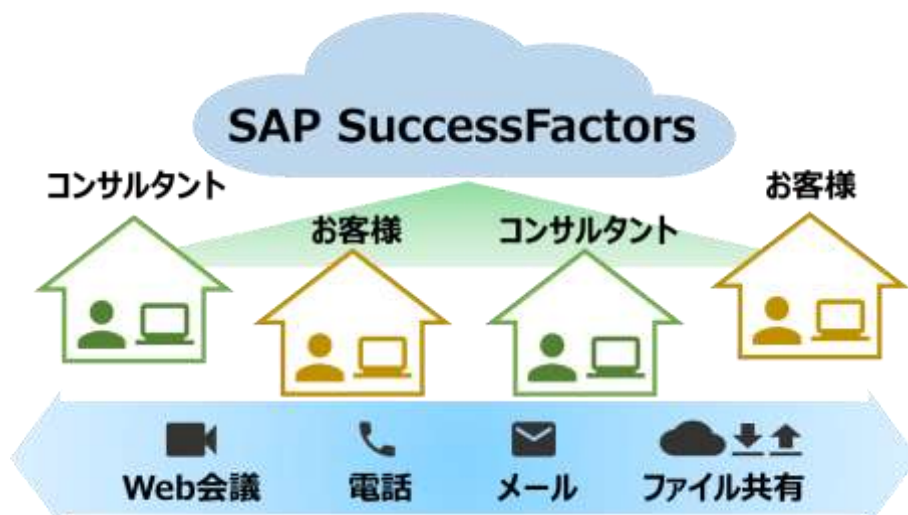 SAP SuccessFactors
コンサルタント
お客様
お客様
コンサルタント
Web会議
電話
メール
ファイル共有